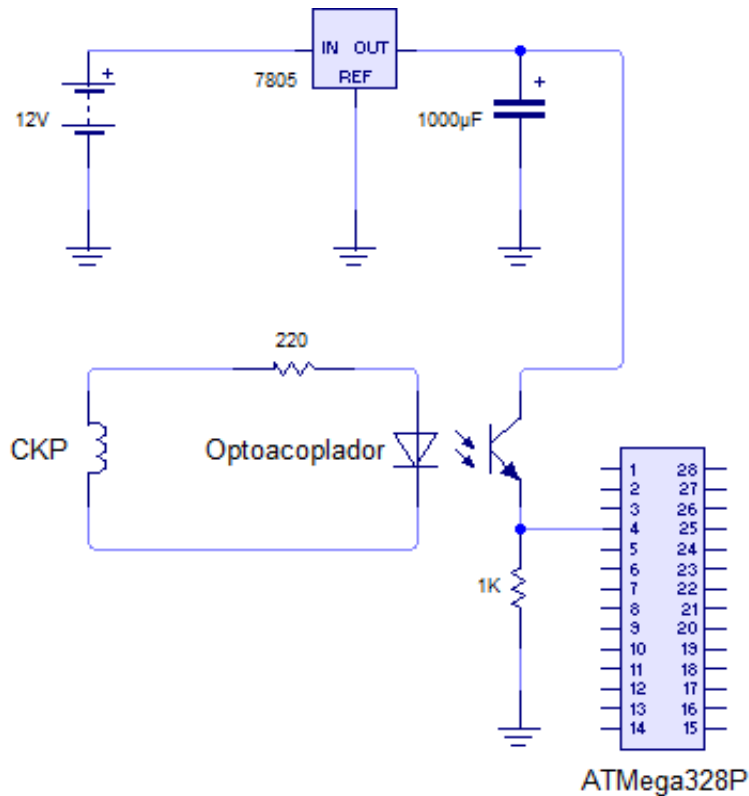 IN OUT
REF
7805
+
12V
+
1000µF
220
CKP
Optoacoplador
1K
1 28
2 27
3 26
4 25
5 24
6 23
7 22
8 21
9 20
10 19
11 18
12 17
13 16
14 15
ATMega328P